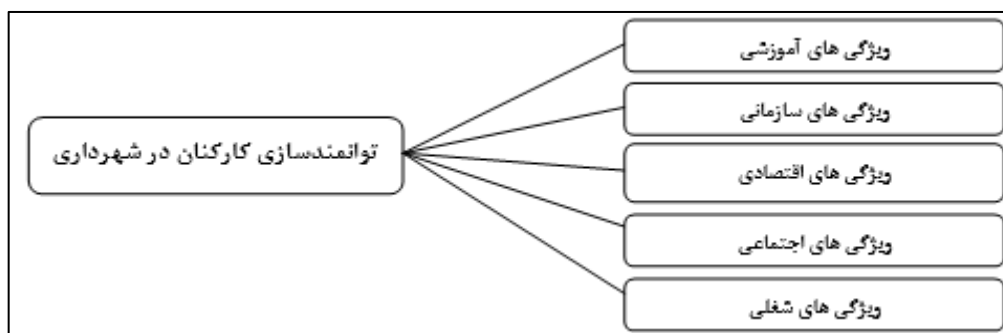 ویژگی های آموزشی
ویژگی های سازمانی
توانمندسازی کارکنان در شهرداری
ویژگی های اقتصادی
ویژگی های اجتماعی
ویژگی های شغلی